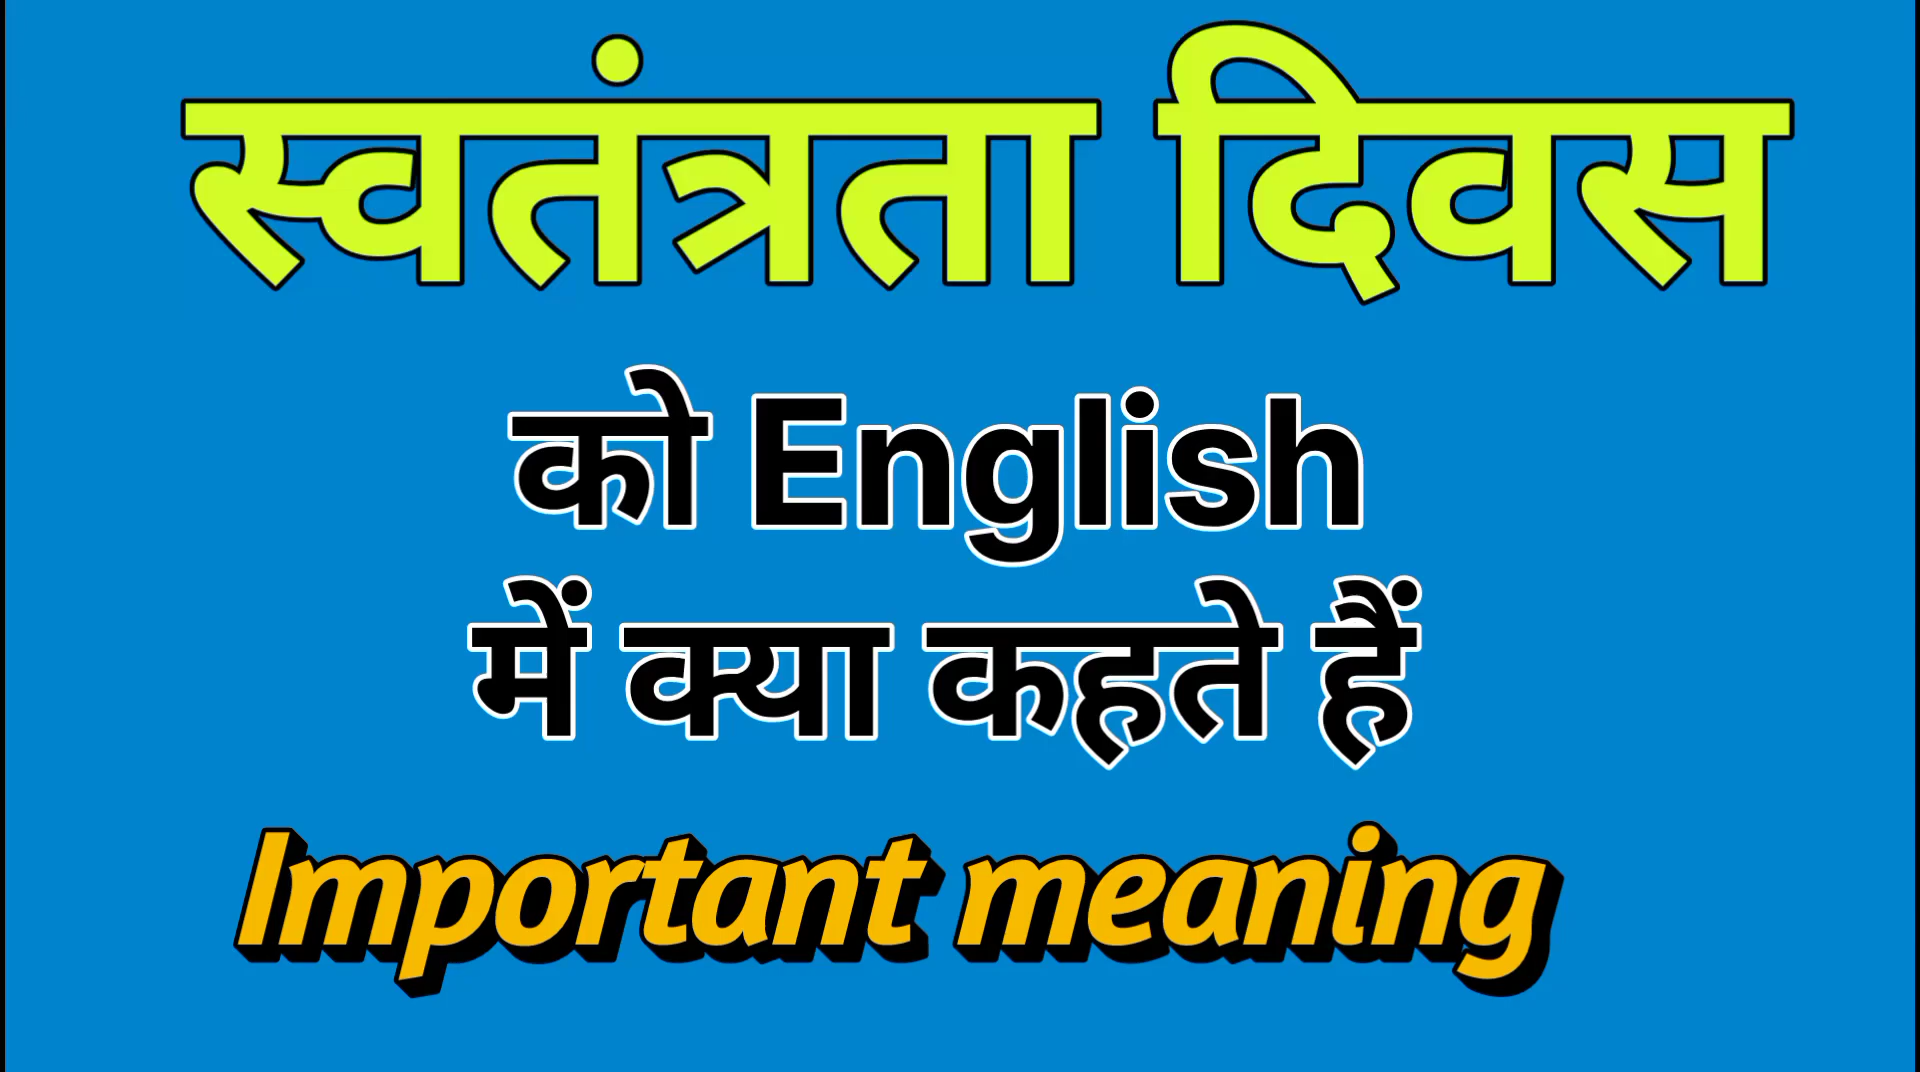 स्वतंत्रता दिवस
को English
में क्या कहते हैं
Important meaning